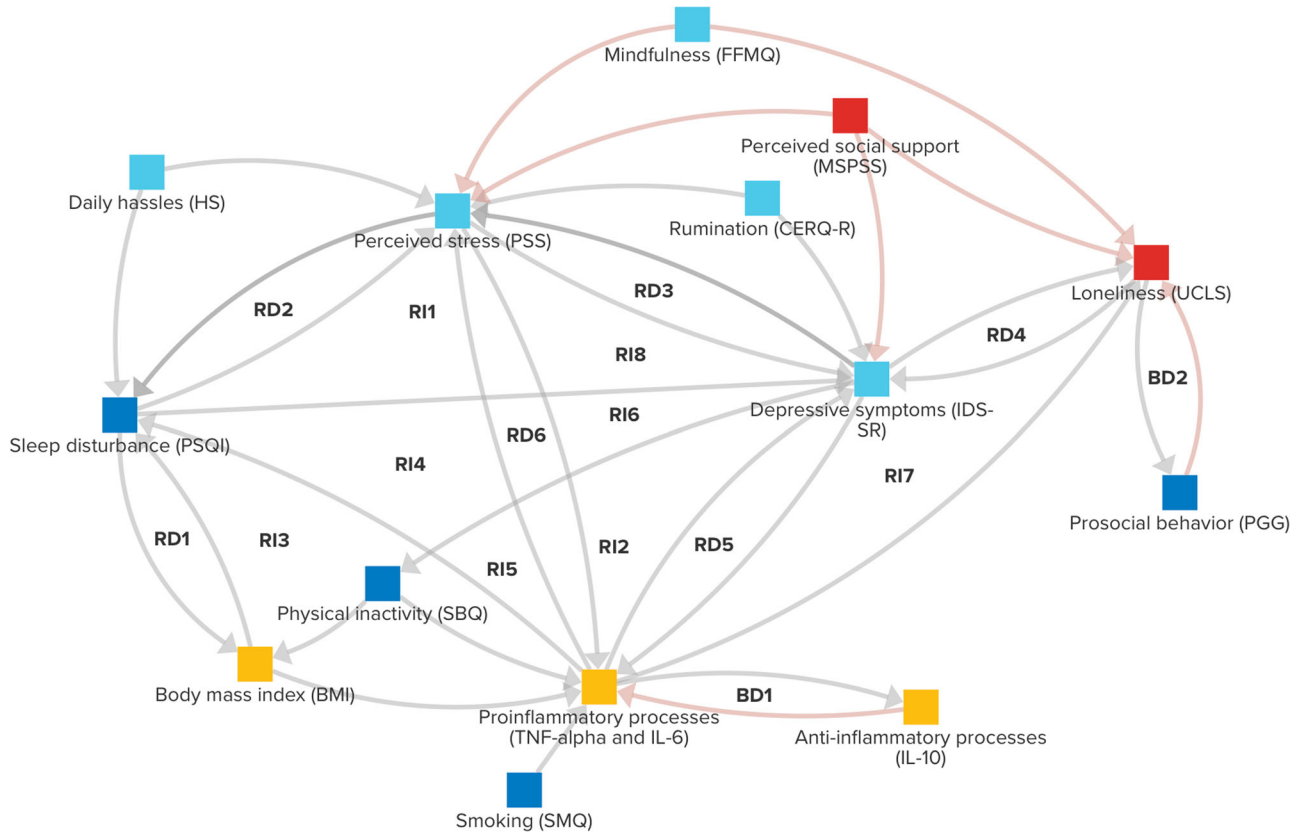 Mindfulness (FFMQ)
Perceived social support
(MSPSS)
Daily hassles (HS)
Rumination (CERQ-R)
Perceived stress (PSS)
Loneliness (UCLS)
RD2
RI1
RD3
RD4
RI8
BD2
Depressive symptoms (IDS-
SR)
RI6
RD6
Sleep disturbance (PSQI)
RI4
RI7
Prosocial behavior (PGG)
RD1
RI3
RI2
RD5
RI5
Physical inactivity (SBQ)
Body mass index (BMI)
BD1
Proinflammatory processes
(TNF-alpha and IL-6)
Anti-inflammatory processes
(IL-10)
Smoking (SMQ)